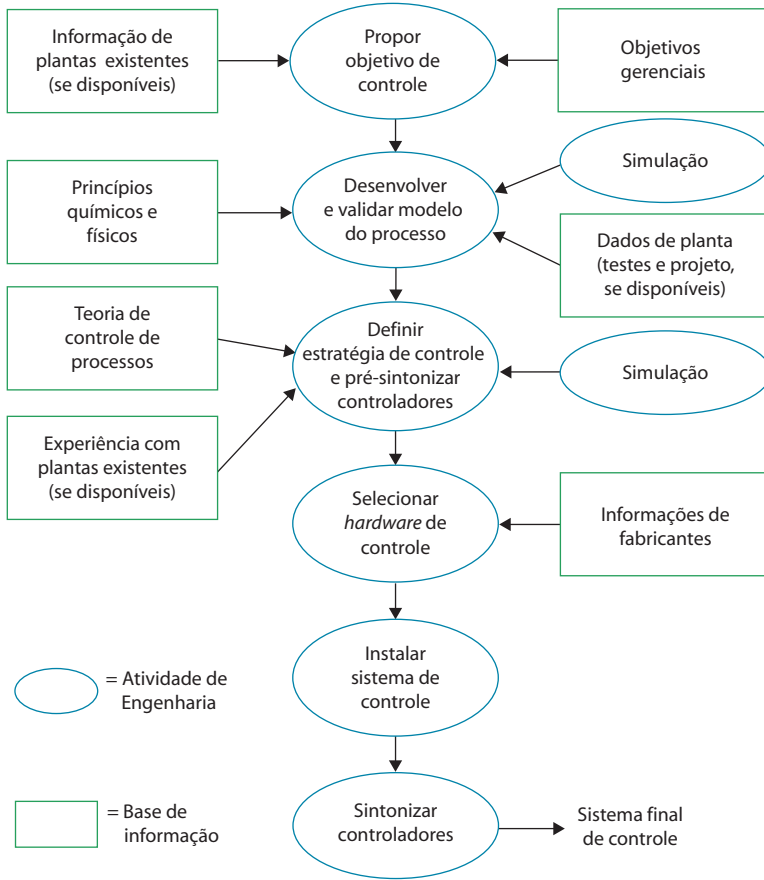 Informação de
plantas existentes
(se disponíveis)
Propor
objetivo de
controle
Objetivos
gerenciais
Simulação
Princípios
químicos e
físicos
Desenvolver
e validar modelo
do processo
Dados de planta
(testes e projeto,
se disponíveis)
Teoria de
controle de
processos
Definir
estratégia de controle
e pré-sintonizar
controladores
Simulação
Experiência com
plantas existentes
(se disponíveis)
Selecionar
hardware de
controle
Informações de
fabricantes
Instalar
sistema de
controle
= Atividade de
Engenharia
Sintonizar
controladores
Sistema final
de controle
= Base de
informação